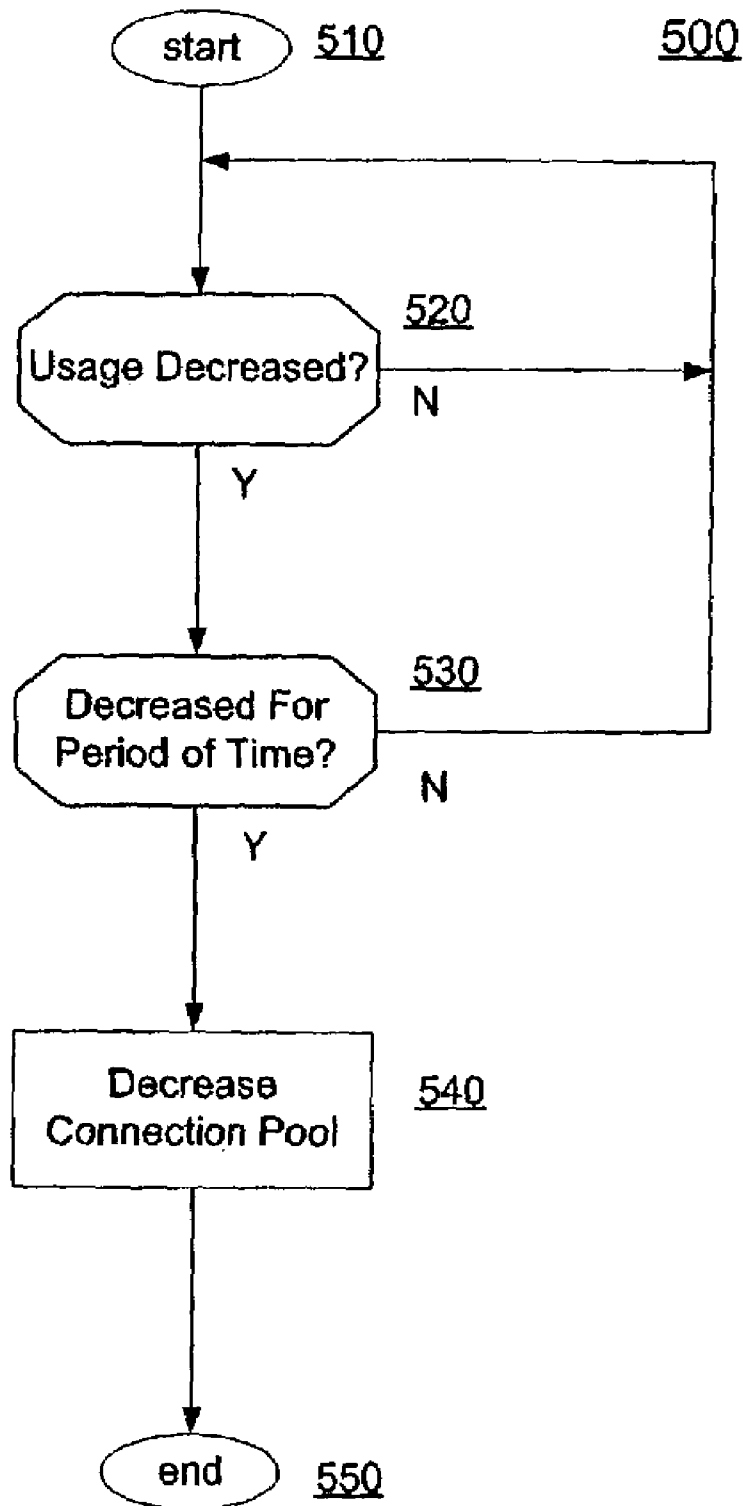 start 510 500
Usage Decreased? 520
N
Y
Decreased For
Period of Time? 530
N
Y
Decrease
Connection Pool 540
end 550